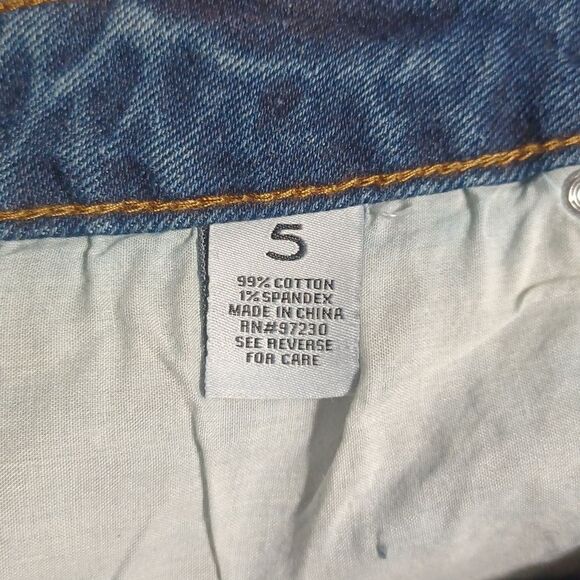 5
99% COTTON
1% SPANDEX
MADE IN CHINA
RN#97230
SEE REVERSE
FOR CARE